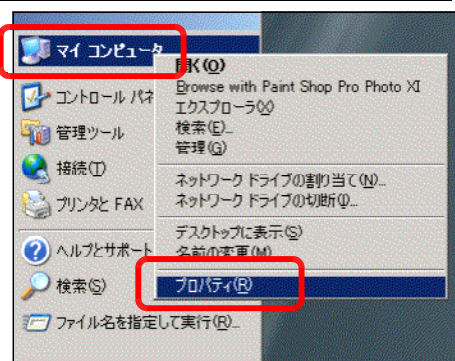 マイ コンピュータ
コントロール パネ
管理ツール
接続(T)
プリンタと FAX
ヘルプとサポート
検索(S)
ファイル名を指定して実行(R)...
開く(O)
Browse with Paint Shop Pro Photo XI
エクスプローラ(X)
検索(E)...
管理(G)
ネットワーク ドライブの割り当て(N)...
ネットワーク ドライブの切断(I)...
デスクトップに表示(S)
名前の変更(M)
プロパティ(R)